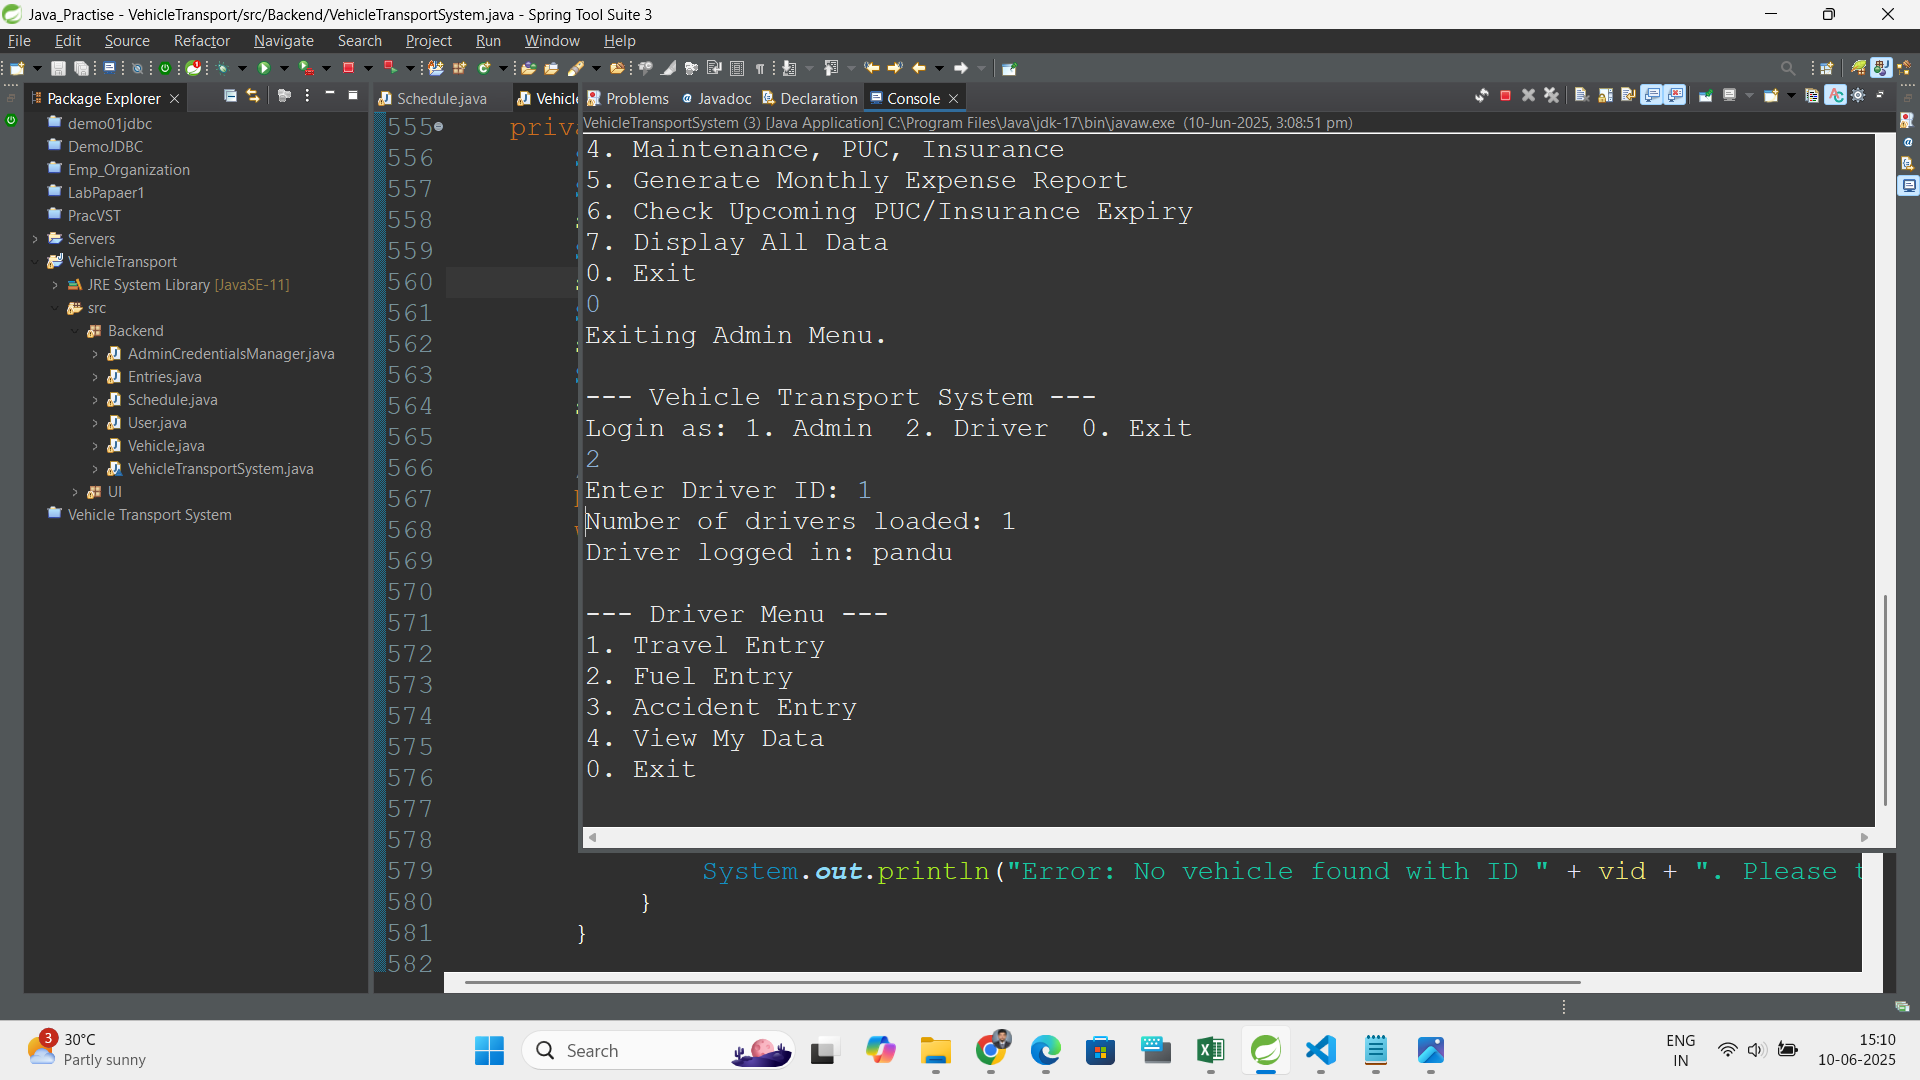 Java_Practise - VehicleTransport/src/Backend/VehicleTransportSystem.java - Spring Tool Suite 3
File Edit Source Refactor Navigate Search Project Run Window Help
Package Explorer
demo01jdbc
DemoJDBC
Emp_Organization
LabPapaer1
PracVST
Servers
VehicleTransport
JRE System Library [JavaSE-11]
src
Backend
AdminCredentialsManager.java
Entries.java
Schedule.java
User.java
Vehicle.java
VehicleTransportSystem.java
UI
Vehicle Transport System
Schedule.java
555
556
557
558
559
560
561
562
563
564
565
566
567
568
569
570
571
572
573
574
575
576
577
578
579 System.out.println("Error: No vehicle found with ID " + vid + ". Please
580 }
581 }
582
Problems Javadoc Declaration Console
VehicleTransportSystem (3) [Java Application] C:\Program Files\Java\jdk-17\bin\javaw.exe (10-Jun-2025, 3:08:51 pm)
4. Maintenance, PUC, Insurance
5. Generate Monthly Expense Report
6. Check Upcoming PUC/Insurance Expiry
7. Display All Data
0. Exit
0
Exiting Admin Menu.
--- Vehicle Transport System ---
Login as: 1. Admin 2. Driver 0. Exit
2
Enter Driver ID: 1
Number of drivers loaded: 1
Driver logged in: pandu
--- Driver Menu ---
1. Travel Entry
2. Fuel Entry
3. Accident Entry
4. View My Data
0. Exit
3
30°C
Partly sunny
Search
ENG
IN
15:10
10-06-2025